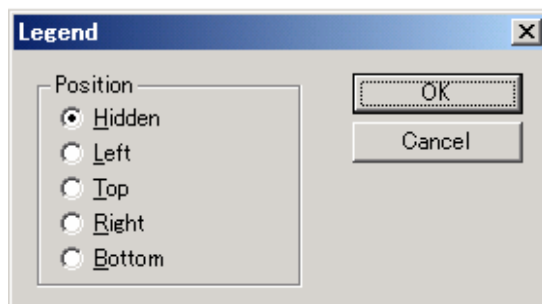 Legend
Position
Hidden
Left
Top
Right
Bottom
OK
Cancel